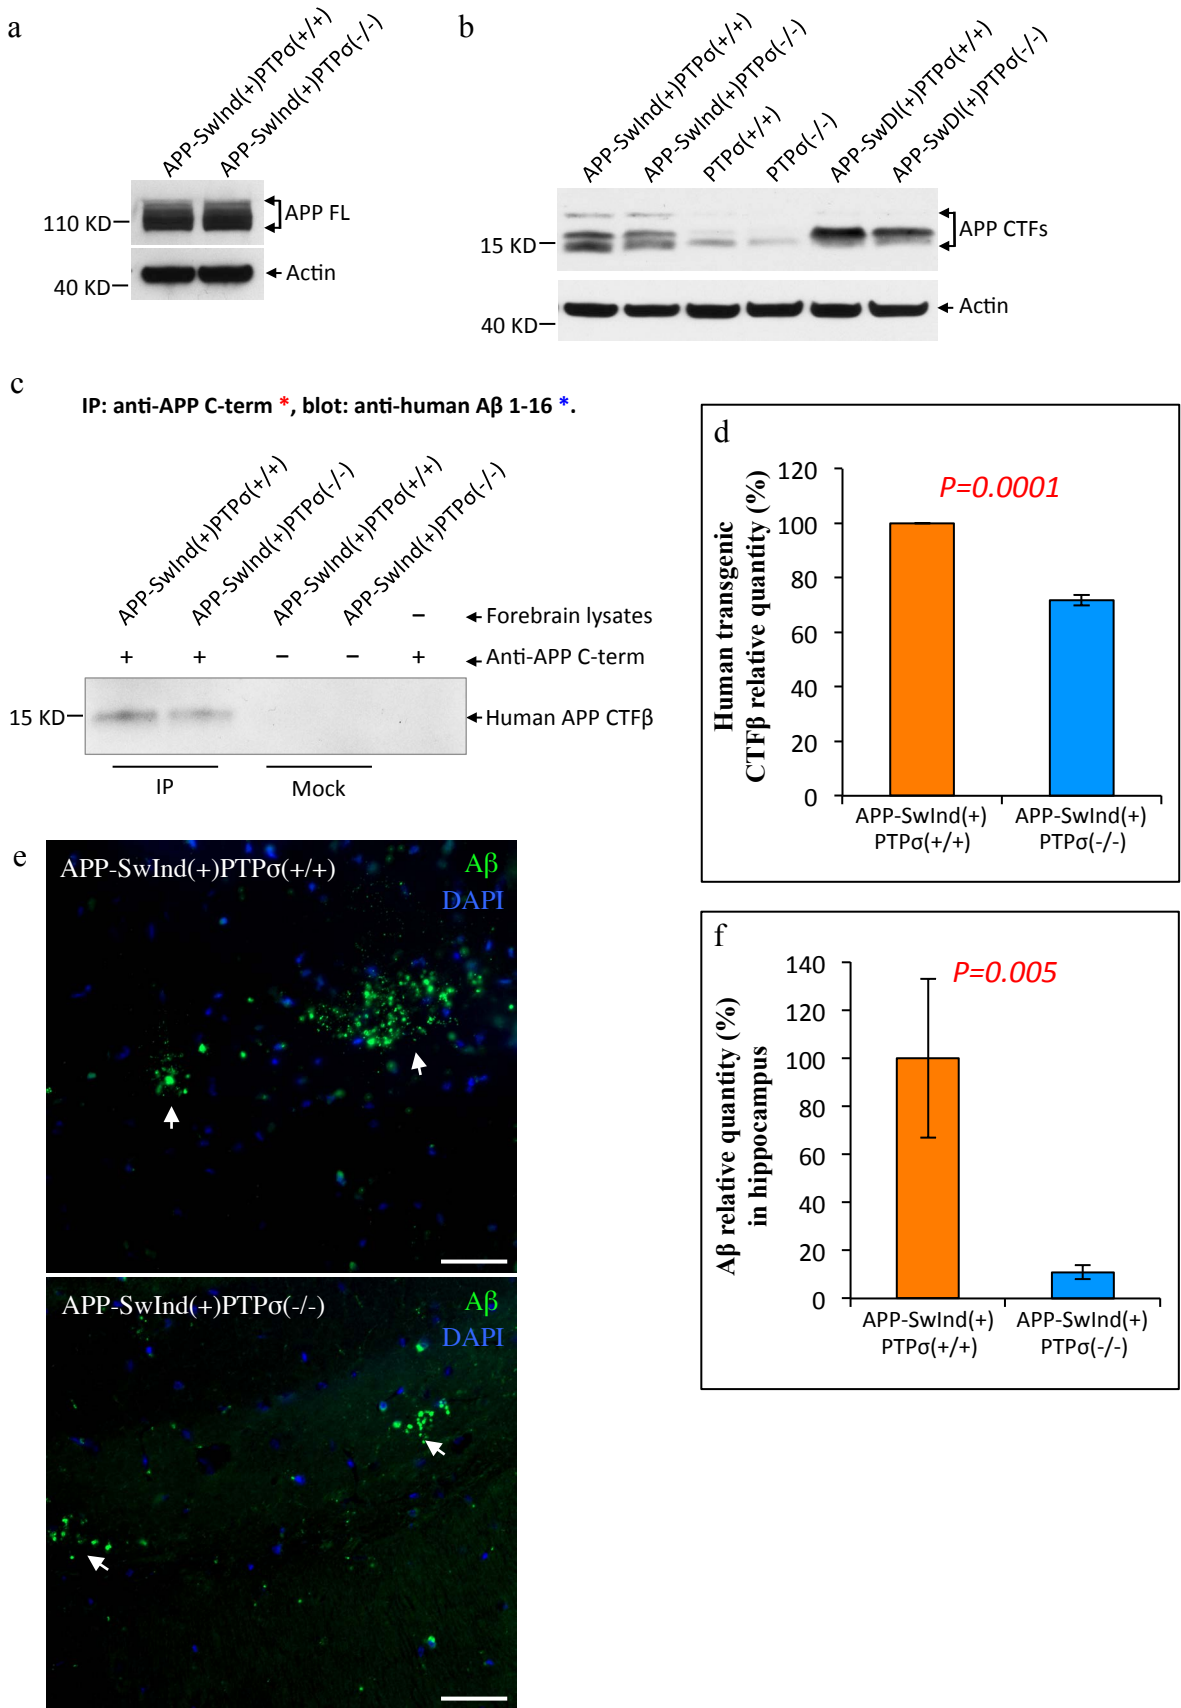 a
APP-SwInd(+)PTPσ(+/+)
APP-SwInd(+)PTPσ(-/-)
110 KD
APP FL
40 KD
Actin
b
APP-SwInd(+)PTPσ(+/+)
APP-SwInd(+)PTPσ(-/-)
PTPσ(+/+)
PTPσ(-/-)
APP-SwDI(+)PTPσ(+/+)
APP-SwDI(+)PTPσ(-/-)
15 KD
APP CTFs
40 KD
Actin
c
IP: anti-APP C-term *, blot: anti-human Aβ 1-16 *.
APP-SwInd(+)PTPσ(+/+)
APP-SwInd(+)PTPσ(-/-)
APP-SwInd(+)PTPσ(+/+)
APP-SwInd(+)PTPσ(-/-)
– Forebrain lysates
+ + – – + Anti-APP C-term
15 KD
Human APP CTFβ
IP Mock
d
Human transgenic
CTFβ relative quantity (%)
P=0.0001
120
100
80
60
40
20
0
APP-SwInd(+) APP-SwInd(+)
PTPσ(+/+) PTPσ(-/-)
e
APP-SwInd(+)PTPσ(+/+)
Aβ
DAPI
APP-SwInd(+)PTPσ(-/-)
Aβ
DAPI
f
Aβ relative quantity (%)
in hippocampus
P=0.005
140
120
100
80
60
40
20
0
APP-SwInd(+) APP-SwInd(+)
PTPσ(+/+) PTPσ(-/-)